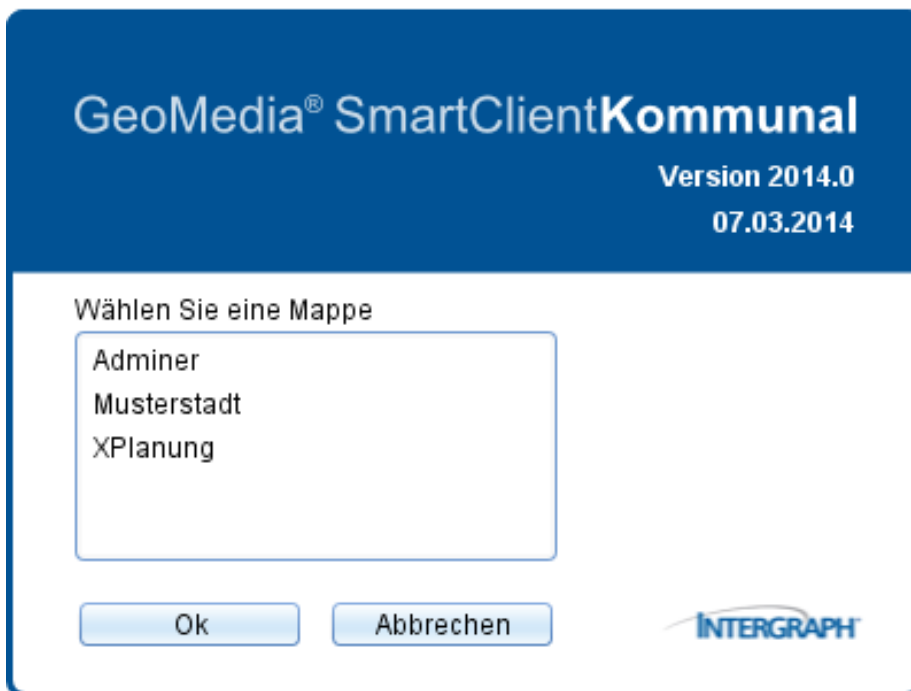 GeoMedia® SmartClientKommunal
Version 2014.0
07.03.2014
Wählen Sie eine Mappe
Adminer
Musterstadt
XPlanung
Ok
Abbrechen
INTERGRAPH